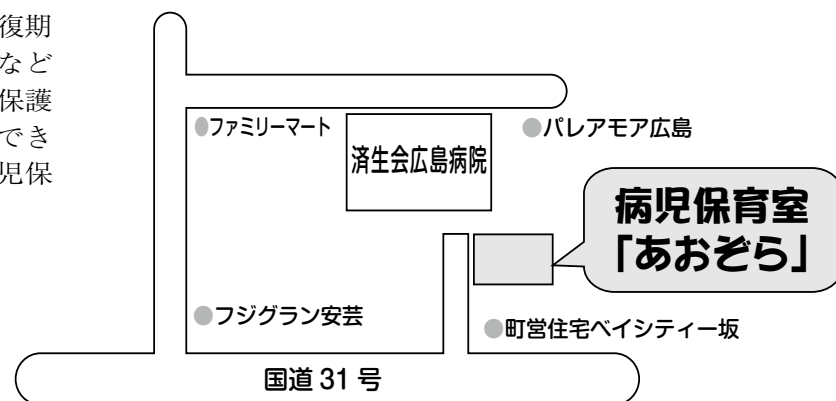 復期
など
保護
でき
児保
ファミリーマート
済生会広島病院
パレアモア広島
病児保育室
「あおぞら」
フジグラン安芸
町営住宅ベイシティー坂
国道 31 号